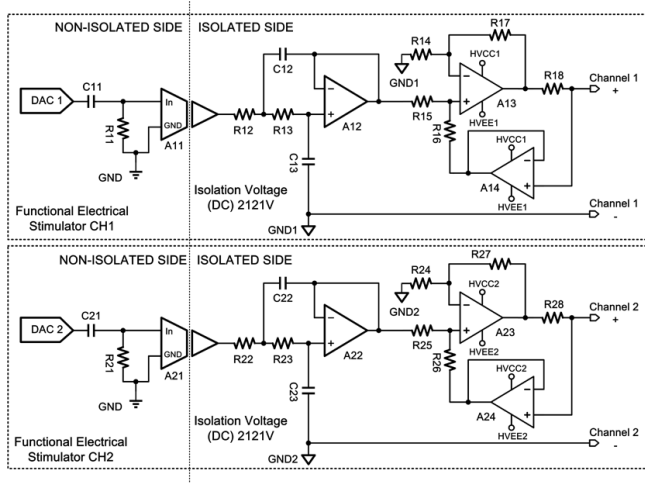 NON-ISOLATED SIDE
ISOLATED SIDE
R14
R17
HVCC1
C12
GND1
R18
Channel 1
+
DAC 1
C11
In
GND
A11
R11
GND
R12
R13
−
+
A12
R15
−
+
A13
R16
HVEE1
HVCC1
C13
A14
−
+
HVEE1
Isolation Voltage
(DC) 2121V
Channel 1
-
GND1
Functional Electrical
Stimulator CH1
NON-ISOLATED SIDE
ISOLATED SIDE
R24
R27
HVCC2
C22
GND2
R28
Channel 2
+
DAC 2
C21
In
GND
A21
R21
GND
R22
R23
−
+
A22
R25
−
+
A23
R26
HVEE2
HVCC2
C23
A24
−
+
HVEE2
Isolation Voltage
(DC) 2121V
Channel 2
-
GND2
Functional Electrical
Stimulator CH2